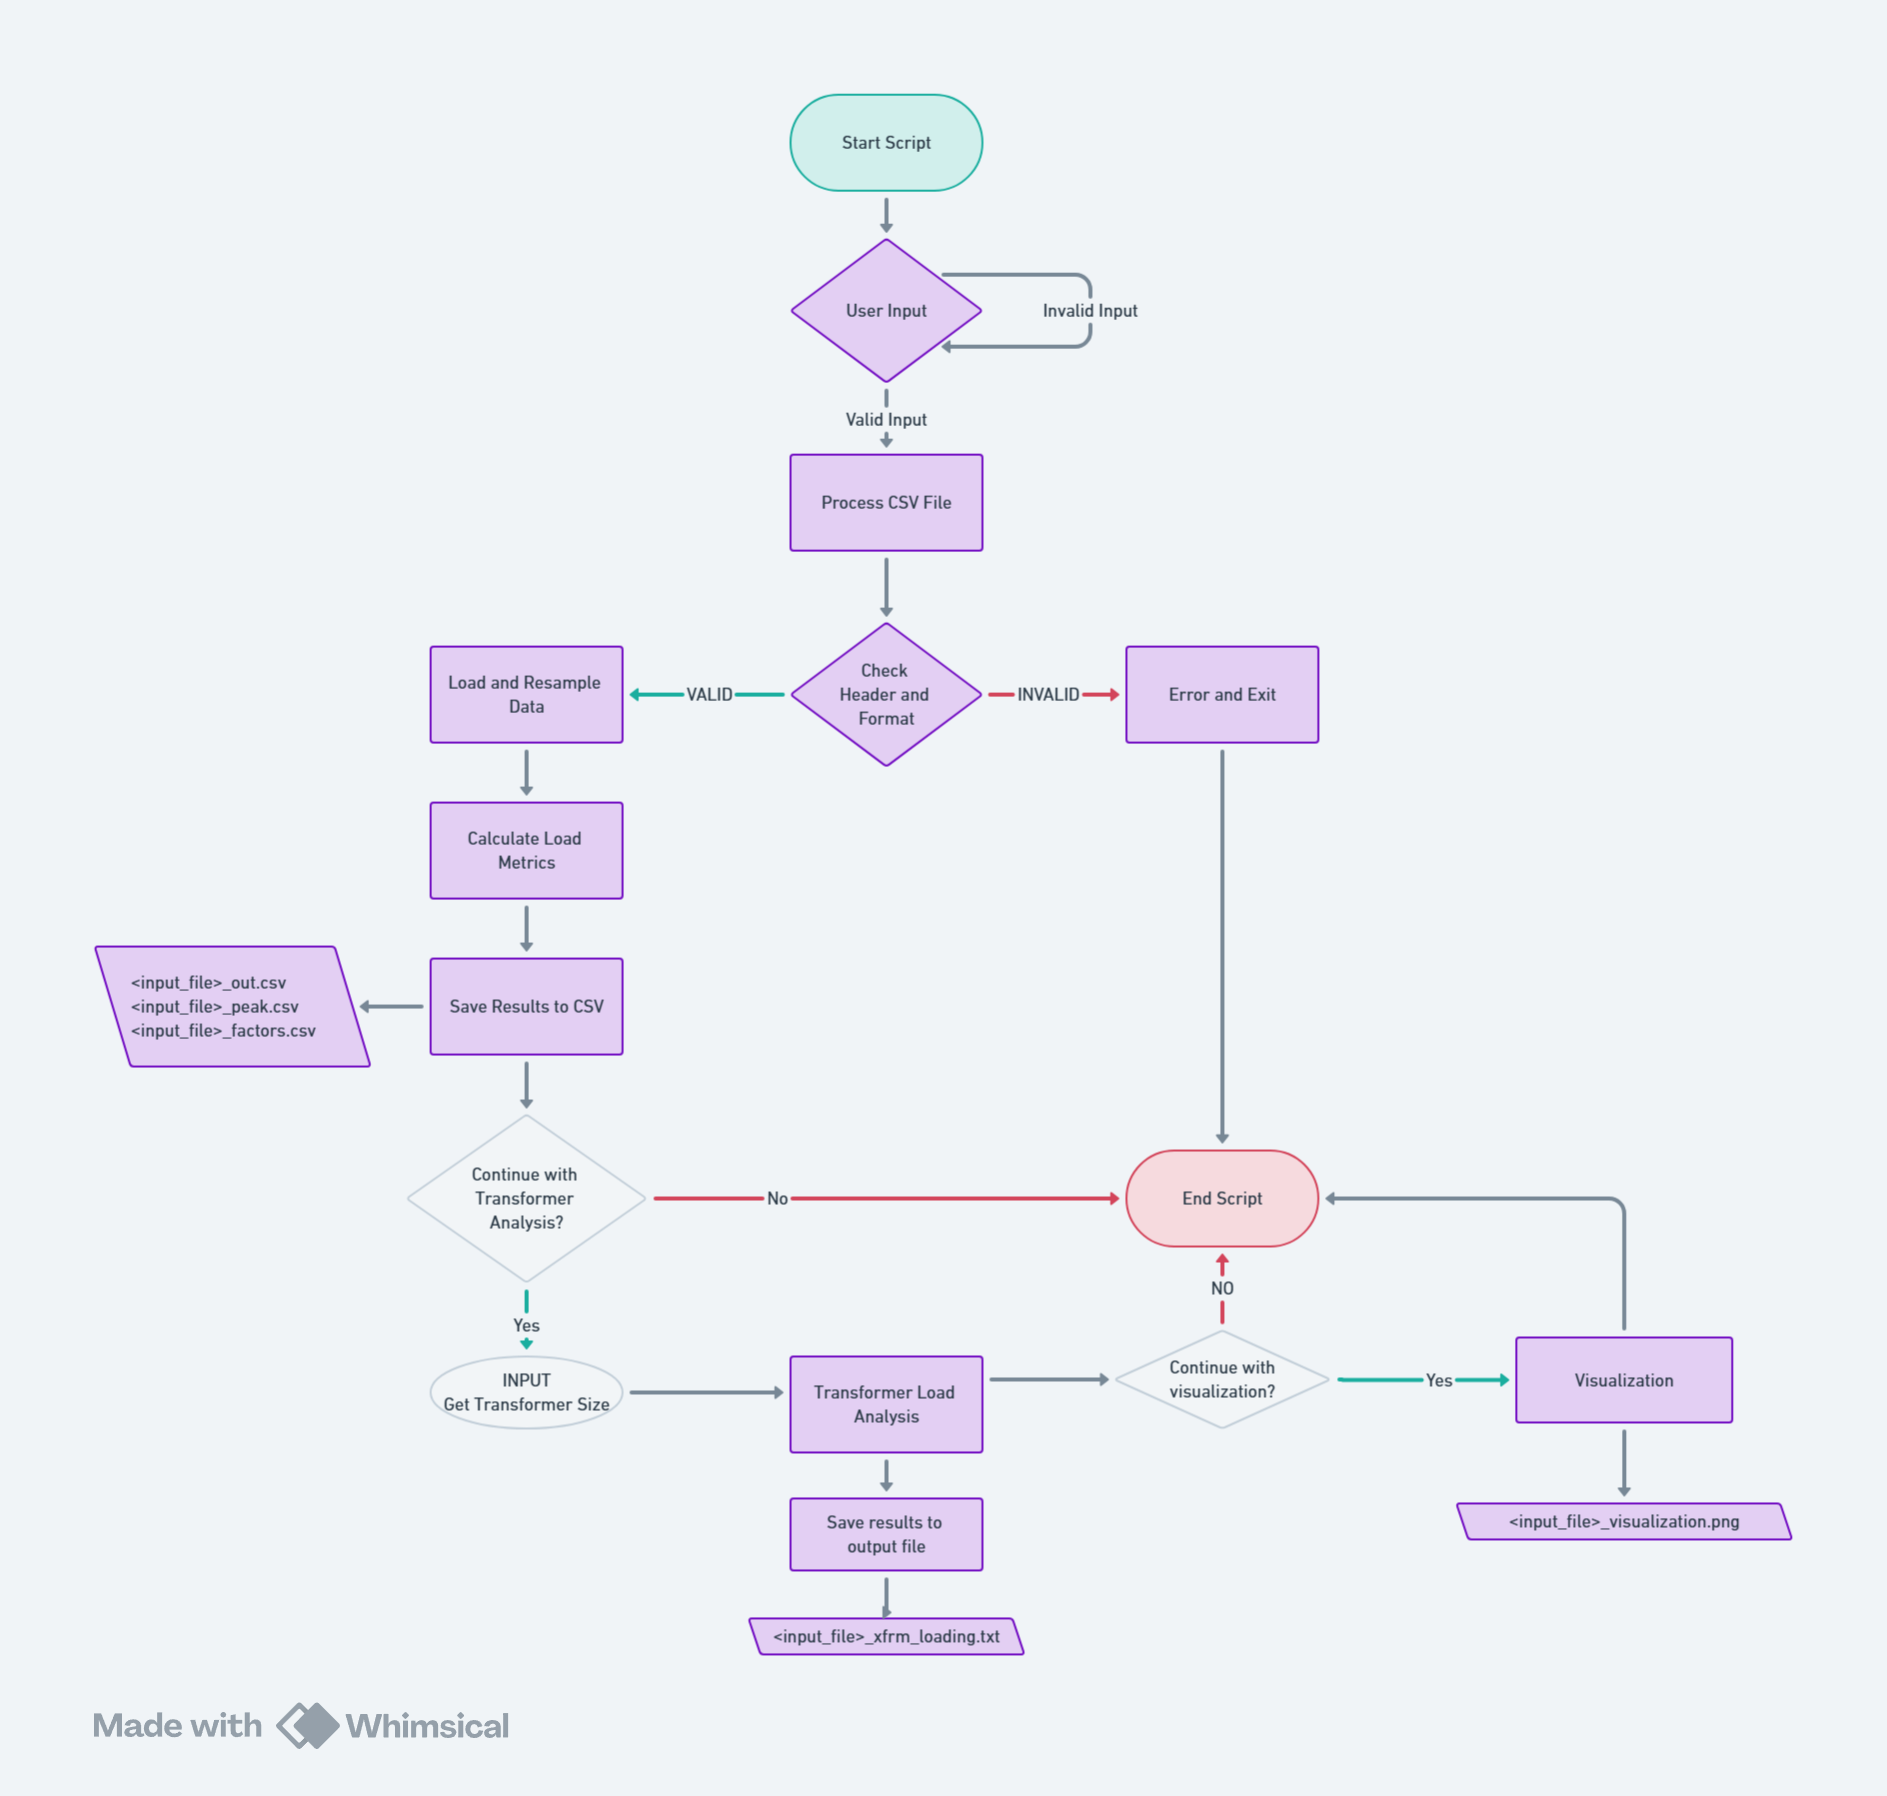 Start Script
User Input
Invalid Input
Valid Input
Process CSV File
Load and Resample
Data
VALID
Check
Header and
Format
INVALID
Error and Exit
Calculate Load
Metrics
<input_file>_out.csv
<input_file>_peak.csv
<input_file>_factors.csv
Save Results to CSV
Continue with
Transformer
Analysis?
No
End Script
NO
Yes
INPUT
Get Transformer Size
Transformer Load
Analysis
Continue with
visualization?
Yes
Visualization
Save results to
output file
<input_file>_visualization.png
<input_file>_xfrm_loading.txt
Made with Whimsical